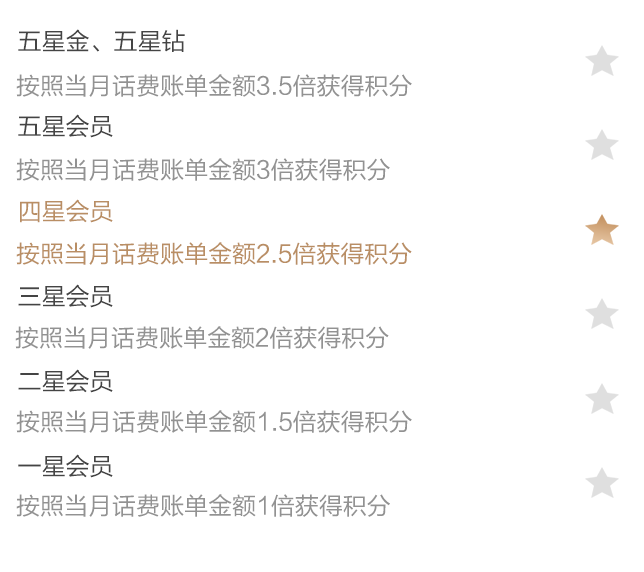 五星金、五星钻
按照当月话费账单金额3.5倍获得积分
五星会员
按照当月话费账单金额3倍获得积分
四星会员
按照当月话费账单金额2.5倍获得积分
三星会员
按照当月话费账单金额2倍获得积分
二星会员
按照当月话费账单金额1.5倍获得积分
一星会员
按照当月话费账单金额1倍获得积分